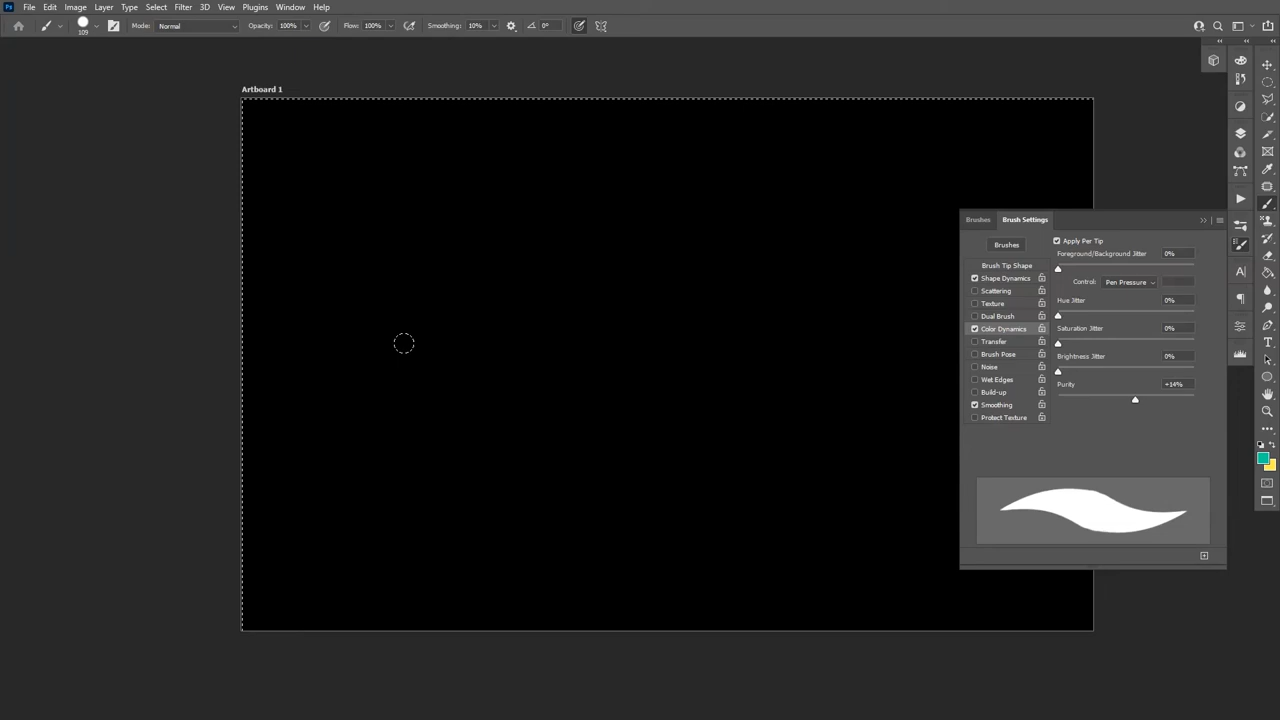 Ps File Edit Image Layer Type Select Filter 3D View Plugins Window Help
109 Mode: Normal Opacity: 100% Flow: 100% Smoothing: 10% 0°
Artboard 1
Brushes Brush Settings
Brushes
Apply Per Tip
Foreground/Background Jitter 0%
Brush Tip Shape
Shape Dynamics
Control: Pen Pressure
Scattering
Texture
Hue Jitter 0%
Dual Brush
Color Dynamics
Saturation Jitter 0%
Transfer
Brush Pose
Brightness Jitter 0%
Noise
Wet Edges
Purity +14%
Build-up
Smoothing
Protect Texture